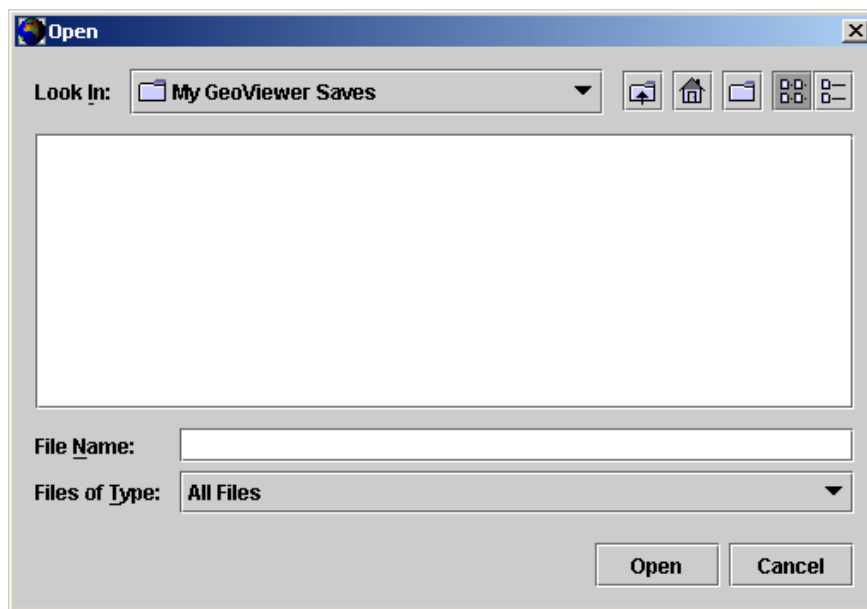 Open
Look In: My GeoViewer Saves
File Name:
Files of Type: All Files
Open Cancel